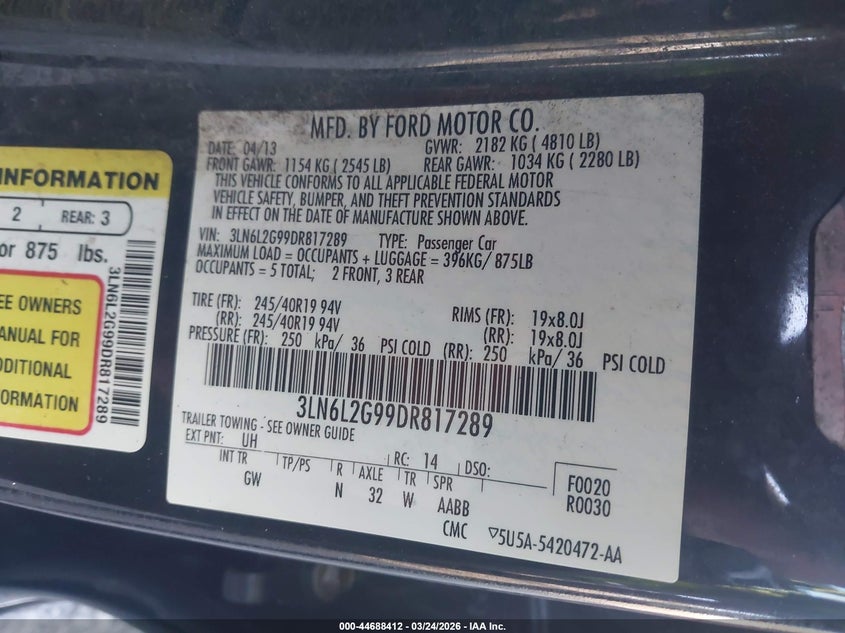 INFORMATION
2 REAR: 3
or 875 lbs.
EE OWNERS
ANUAL FOR
DDITIONAL
FORMATION
3LN6L2G99DR817289
MFD. BY FORD MOTOR CO.
DATE: 04/13 GVWR: 2182 KG ( 4810 LB)
FRONT GAWR: 1154 KG ( 2545 LB) REAR GAWR: 1034 KG ( 2280 LB)
THIS VEHICLE CONFORMS TO ALL APPLICABLE FEDERAL MOTOR
VEHICLE SAFETY, BUMPER, AND THEFT PREVENTION STANDARDS
IN EFFECT ON THE DATE OF MANUFACTURE SHOWN ABOVE.
VIN: 3LN6L2G99DR817289 TYPE: Passenger Car
MAXIMUM LOAD = OCCUPANTS + LUGGAGE = 396KG/ 875LB
OCCUPANTS = 5 TOTAL; 2 FRONT, 3 REAR
TIRE (FR): 245/40R19 94V RIMS (FR): 19x8.0J
(RR): 245/40R19 94V (RR): 19x8.0J
PRESSURE (FR): 250 kPa/ 36 PSI COLD (RR): 250 kPa/ 36 PSI COLD
3LN6L2G99DR817289
TRAILER TOWING - SEE OWNER GUIDE
EXT PNT: UH RC: 14 DSO:
INT TR TP/PS R AXLE TR SPR F0020
GW N 32 W AABB R0030
CMC ▽5U5A-5420472-AA
000-44688412 - 03/24/2026 - IAA Inc.